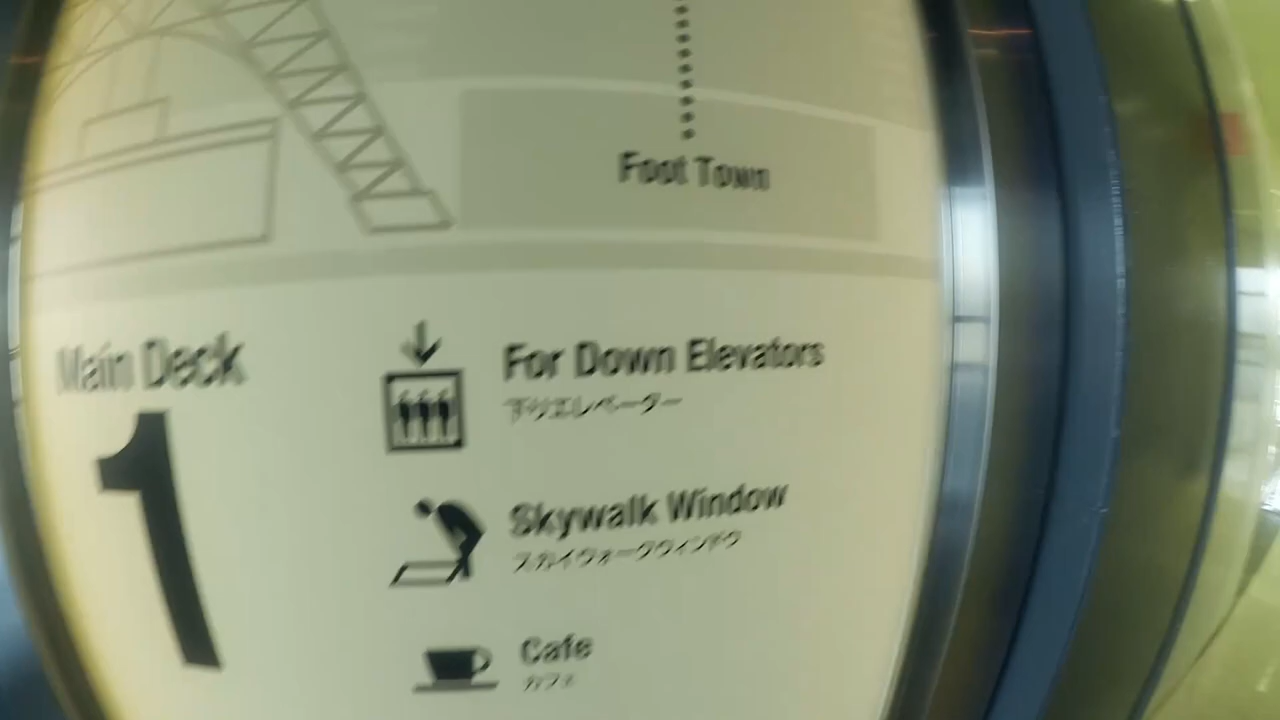 Foot Town
Main Deck
1
For Down Elevators
下りエレベーター
Skywalk Window
スカイウォークウィンドウ
Cafe
カフェ